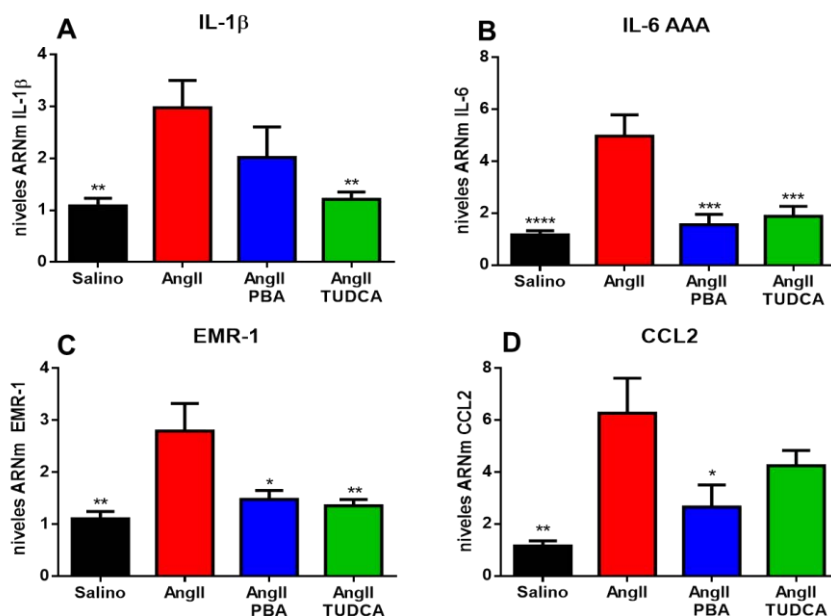 A
IL-1β
niveles ARNm IL-1β
4
3
2
1
0
**
**
Salino
AngII
AngII
PBA
AngII
TUDCA
B
IL-6 AAA
niveles ARNm IL-6
8
6
4
2
0
****
***
***
Salino
AngII
AngII
PBA
AngII
TUDCA
C
EMR-1
niveles ARNm EMR-1
4
3
2
1
0
**
*
**
Salino
AngII
AngII
PBA
AngII
TUDCA
D
CCL2
niveles ARNm CCL2
8
6
4
2
0
**
*
Salino
AngII
AngII
PBA
AngII
TUDCA